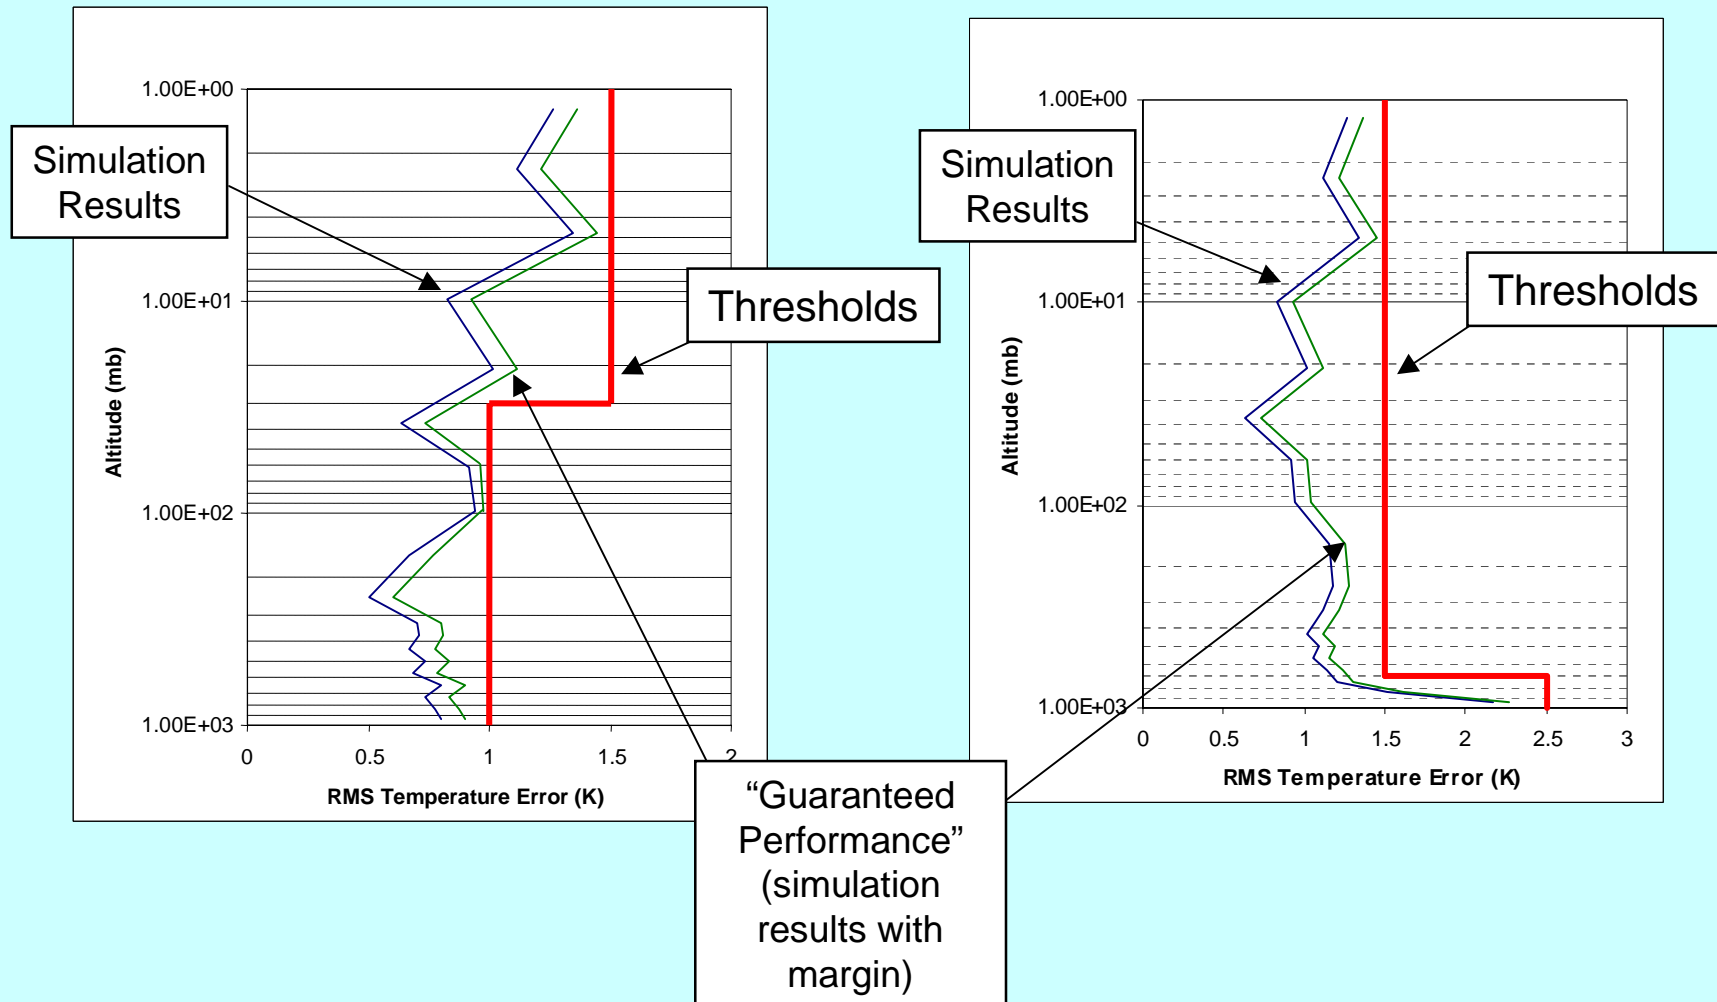 1.00E+00
1.00E+01
1.00E+02
1.00E+03
Altitude (mb)
0 0.5 1 1.5 2
RMS Temperature Error (K)
Simulation
Results
Thresholds
1.00E+00
1.00E+01
1.00E+02
1.00E+03
Altitude (mb)
0 0.5 1 1.5 2 2.5 3
RMS Temperature Error (K)
Simulation
Results
Thresholds
“Guaranteed
Performance”
(simulation
results with
margin)